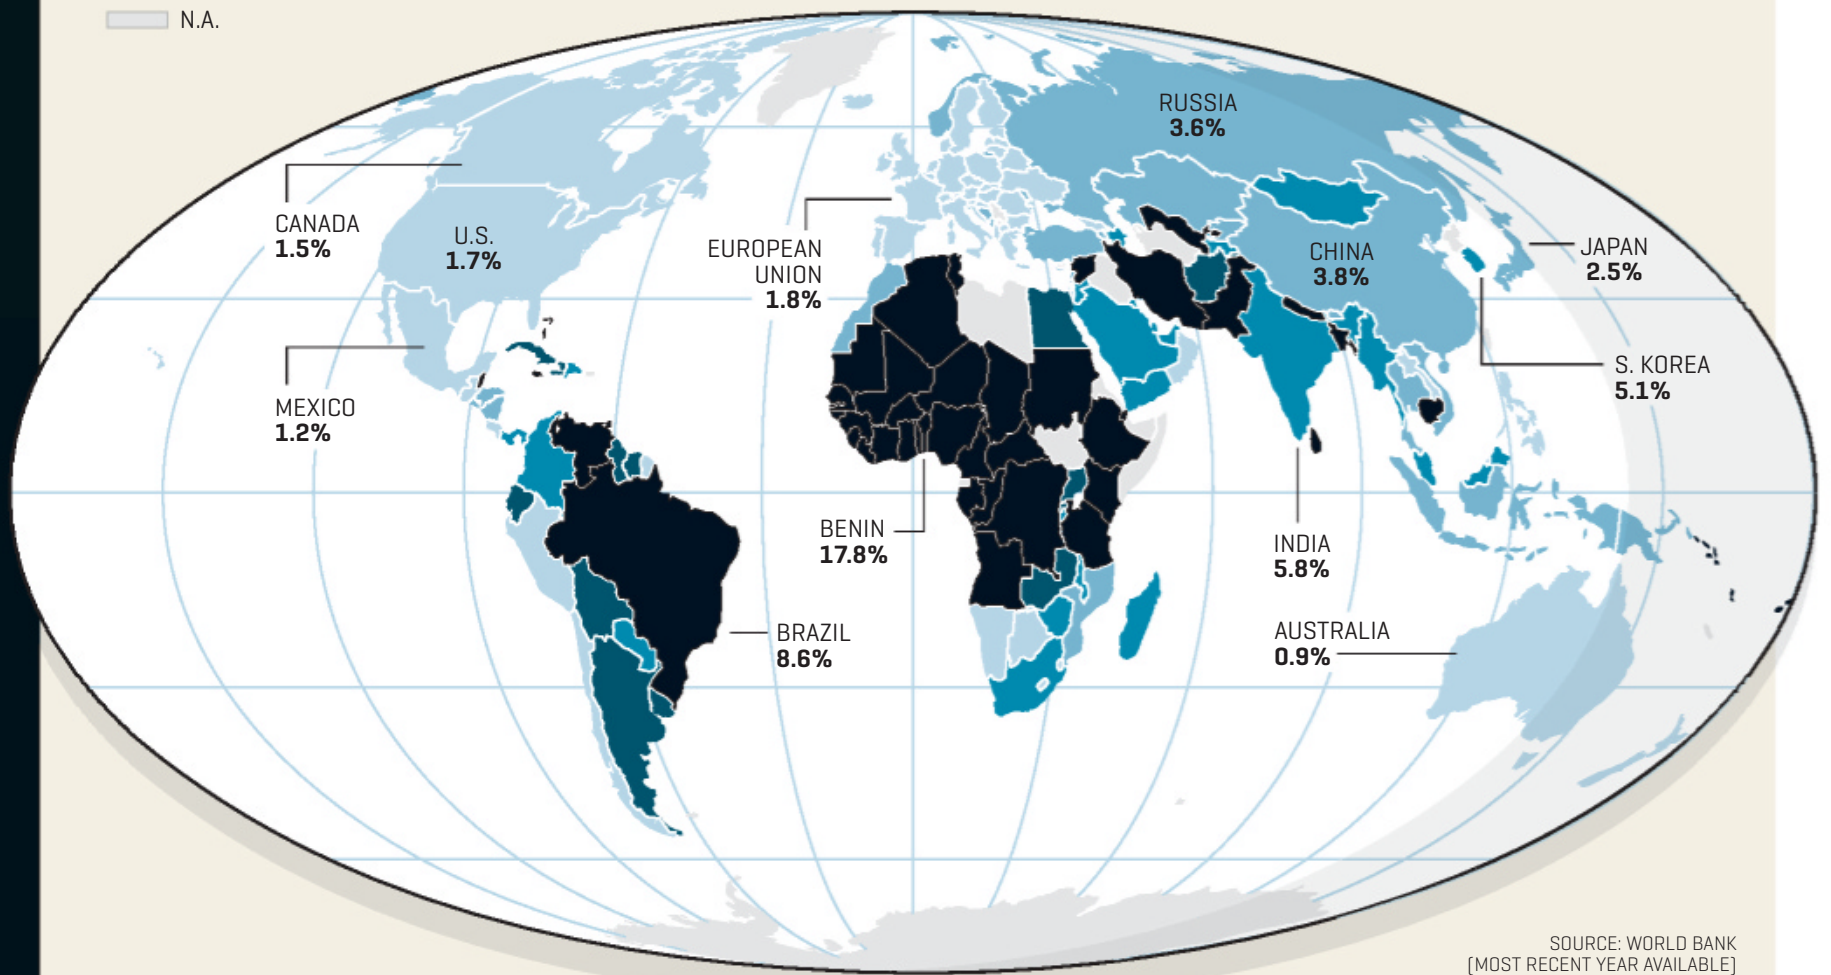 N.A.
RUSSIA
3.6%
CANADA
1.5%
U.S.
1.7%
EUROPEAN
UNION
1.8%
CHINA
3.8%
JAPAN
2.5%
S. KOREA
5.1%
MEXICO
1.2%
BENIN
17.8%
INDIA
5.8%
BRAZIL
8.6%
AUSTRALIA
0.9%
SOURCE: WORLD BANK
(MOST RECENT YEAR AVAILABLE)